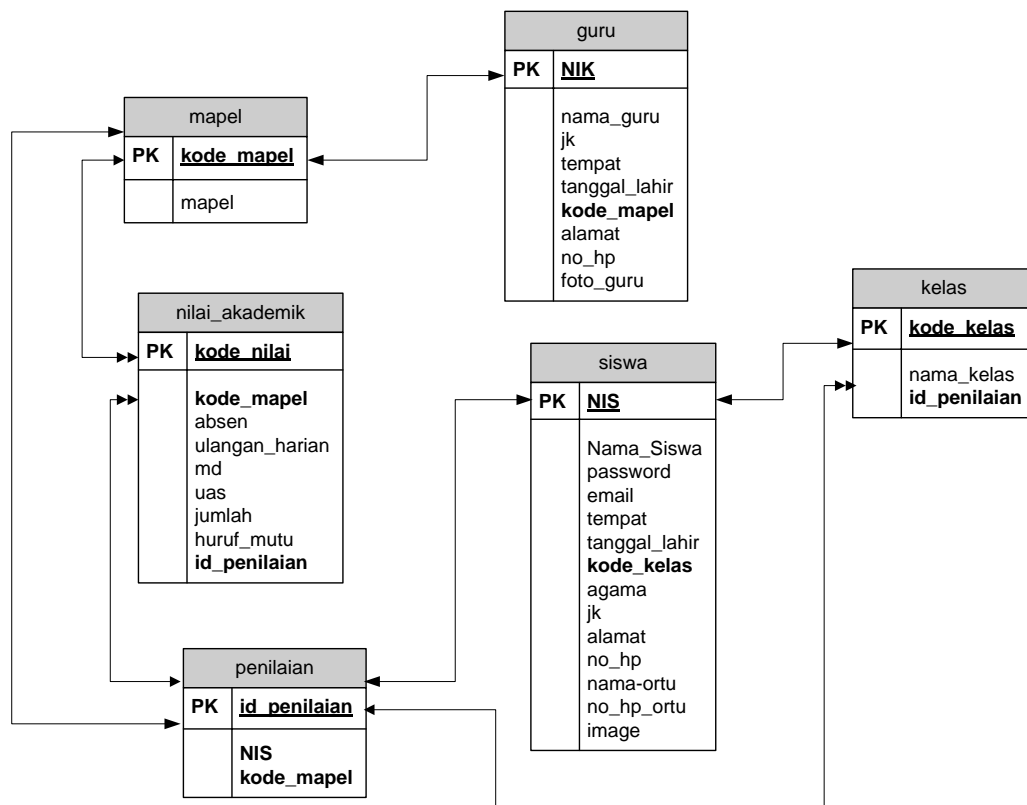 guru
PK NIK
nama_guru
jk
tempat
tanggal_lahir
kode_mapel
alamat
no_hp
foto_guru
mapel
PK kode_mapel
mapel
nilai_akademik
PK kode_nilai
kode_mapel
absen
ulangan_harian
md
uas
jumlah
huruf_mutu
id_penilaian
siswa
PK NIS
Nama_Siswa
password
email
tempat
tanggal_lahir
kode_kelas
agama
jk
alamat
no_hp
nama-ortu
no_hp_ortu
image
kelas
PK kode_kelas
nama_kelas
id_penilaian
penilaian
PK id_penilaian
NIS
kode_mapel